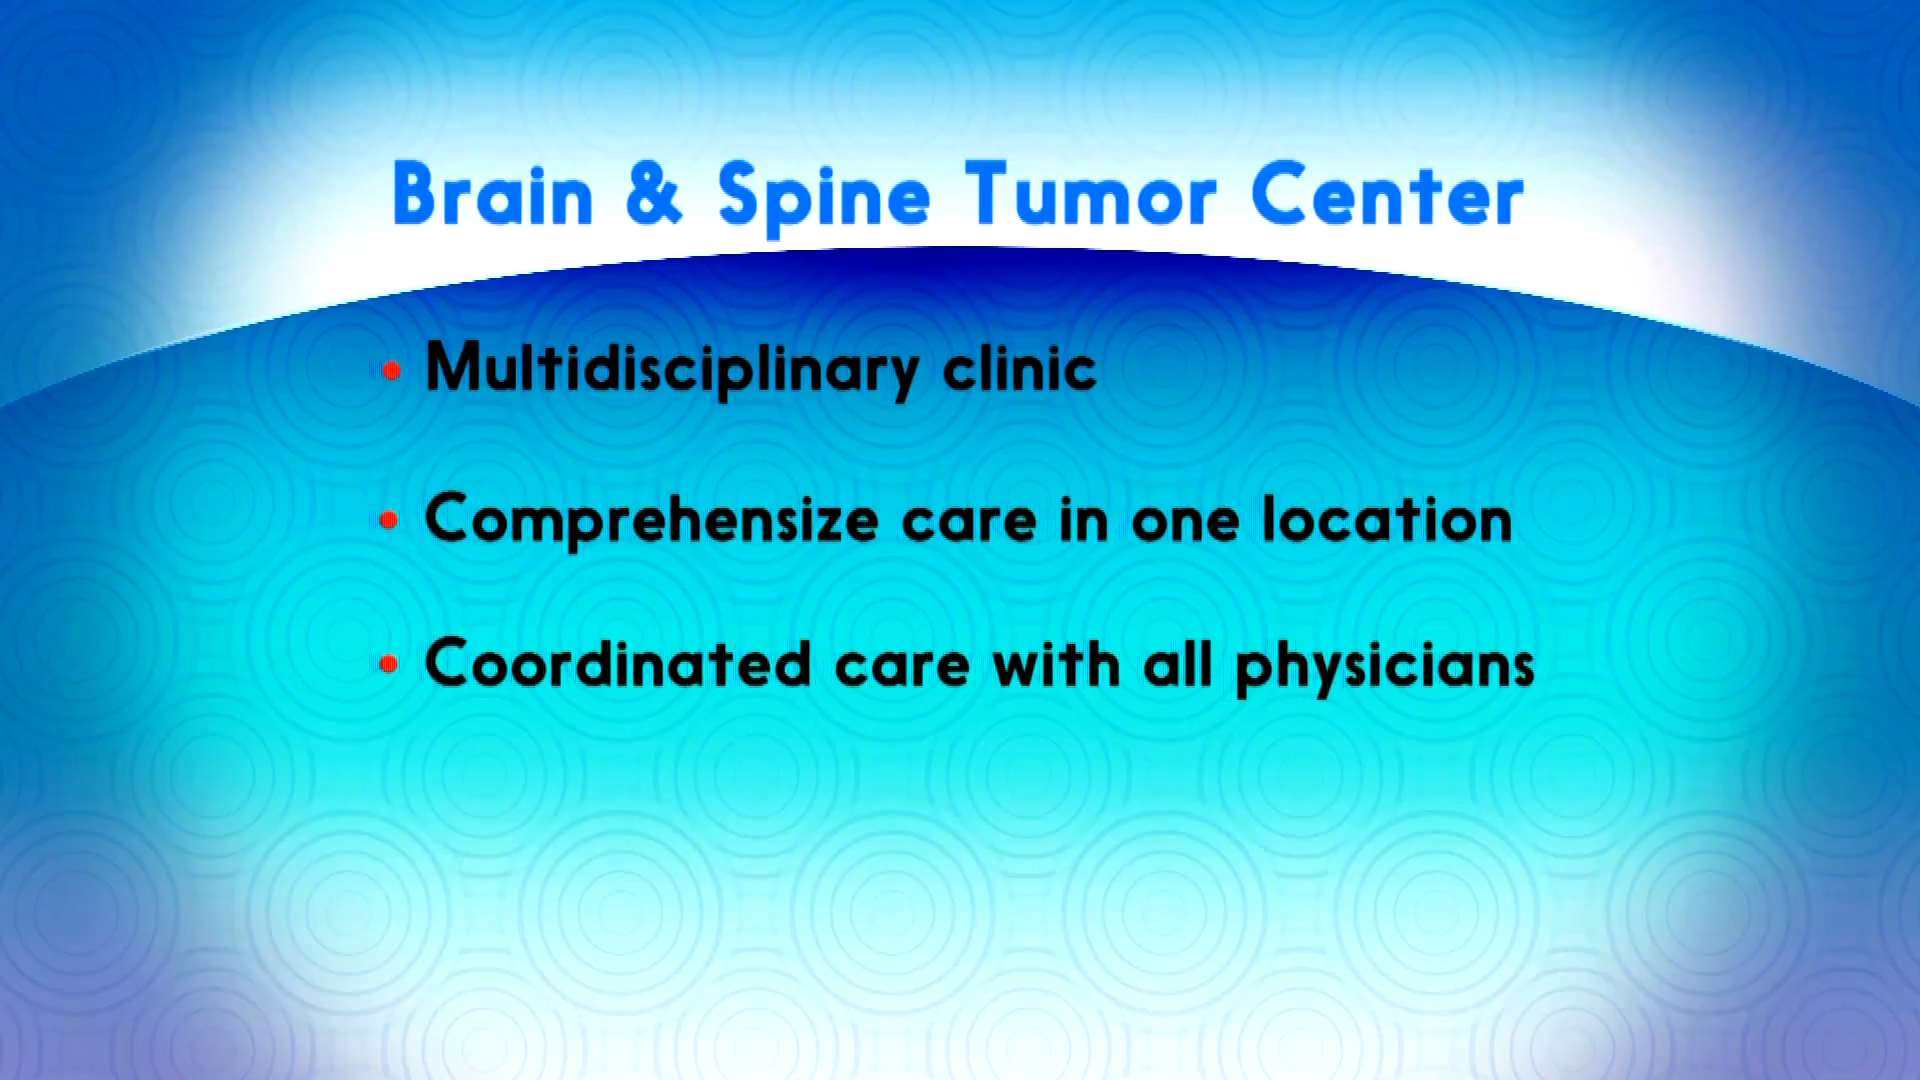 Brain & Spine Tumor Center
• Multidisciplinary clinic
• Comprehensize care in one location
• Coordinated care with all physicians